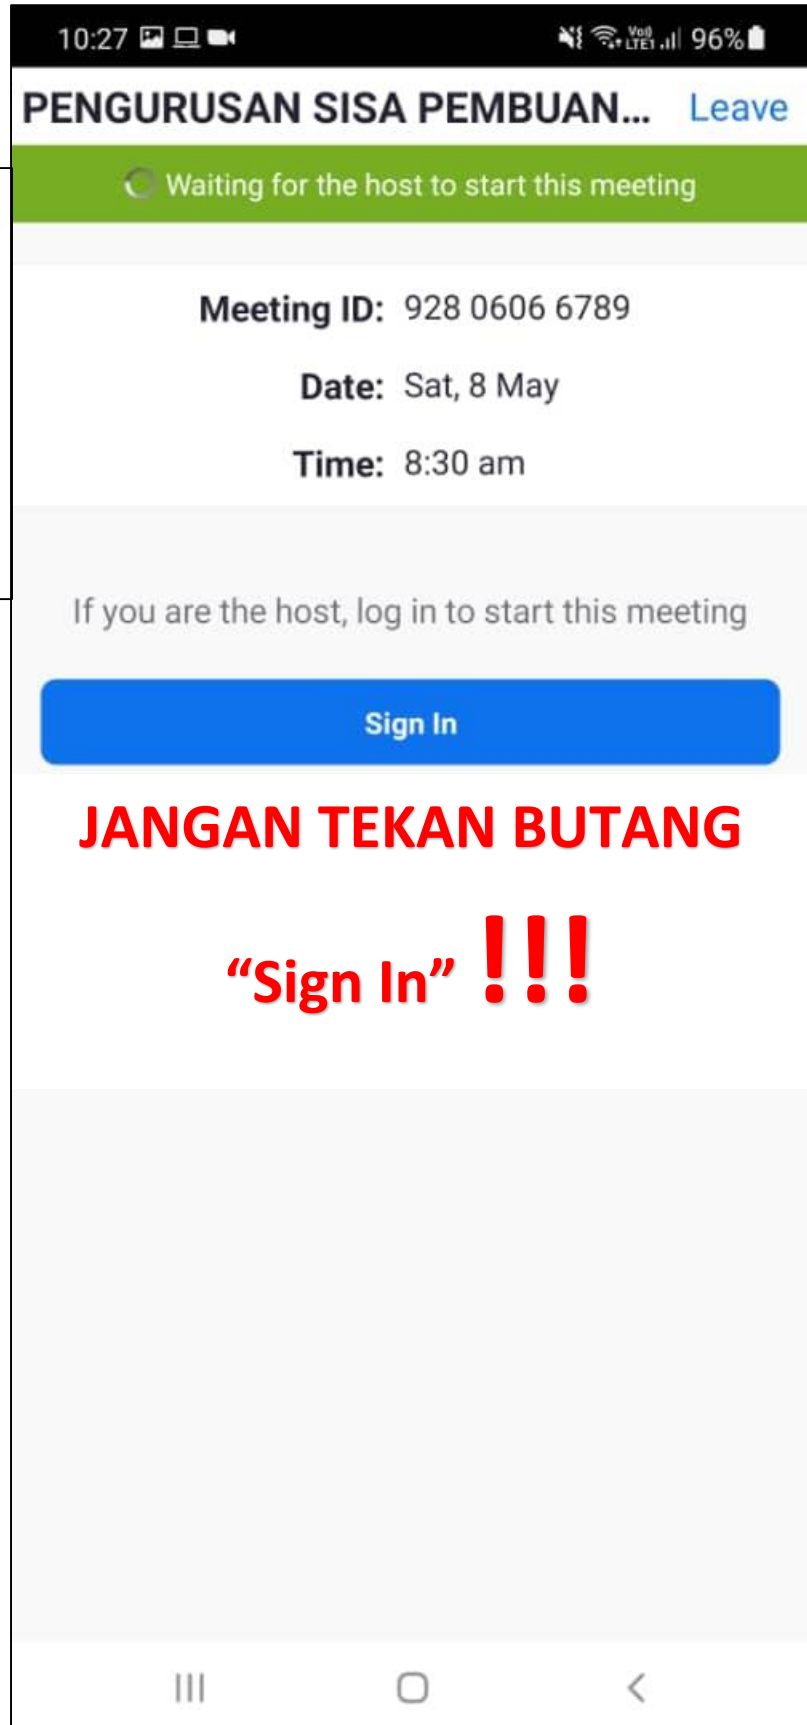 10:27 96%
PENGURUSAN SISA PEMBUAN... Leave
Waiting for the host to start this meeting
Meeting ID: 928 0606 6789
Date: Sat, 8 May
Time: 8:30 am
If you are the host, log in to start this meeting
Sign In
JANGAN TEKAN BUTANG
“Sign In” !!!